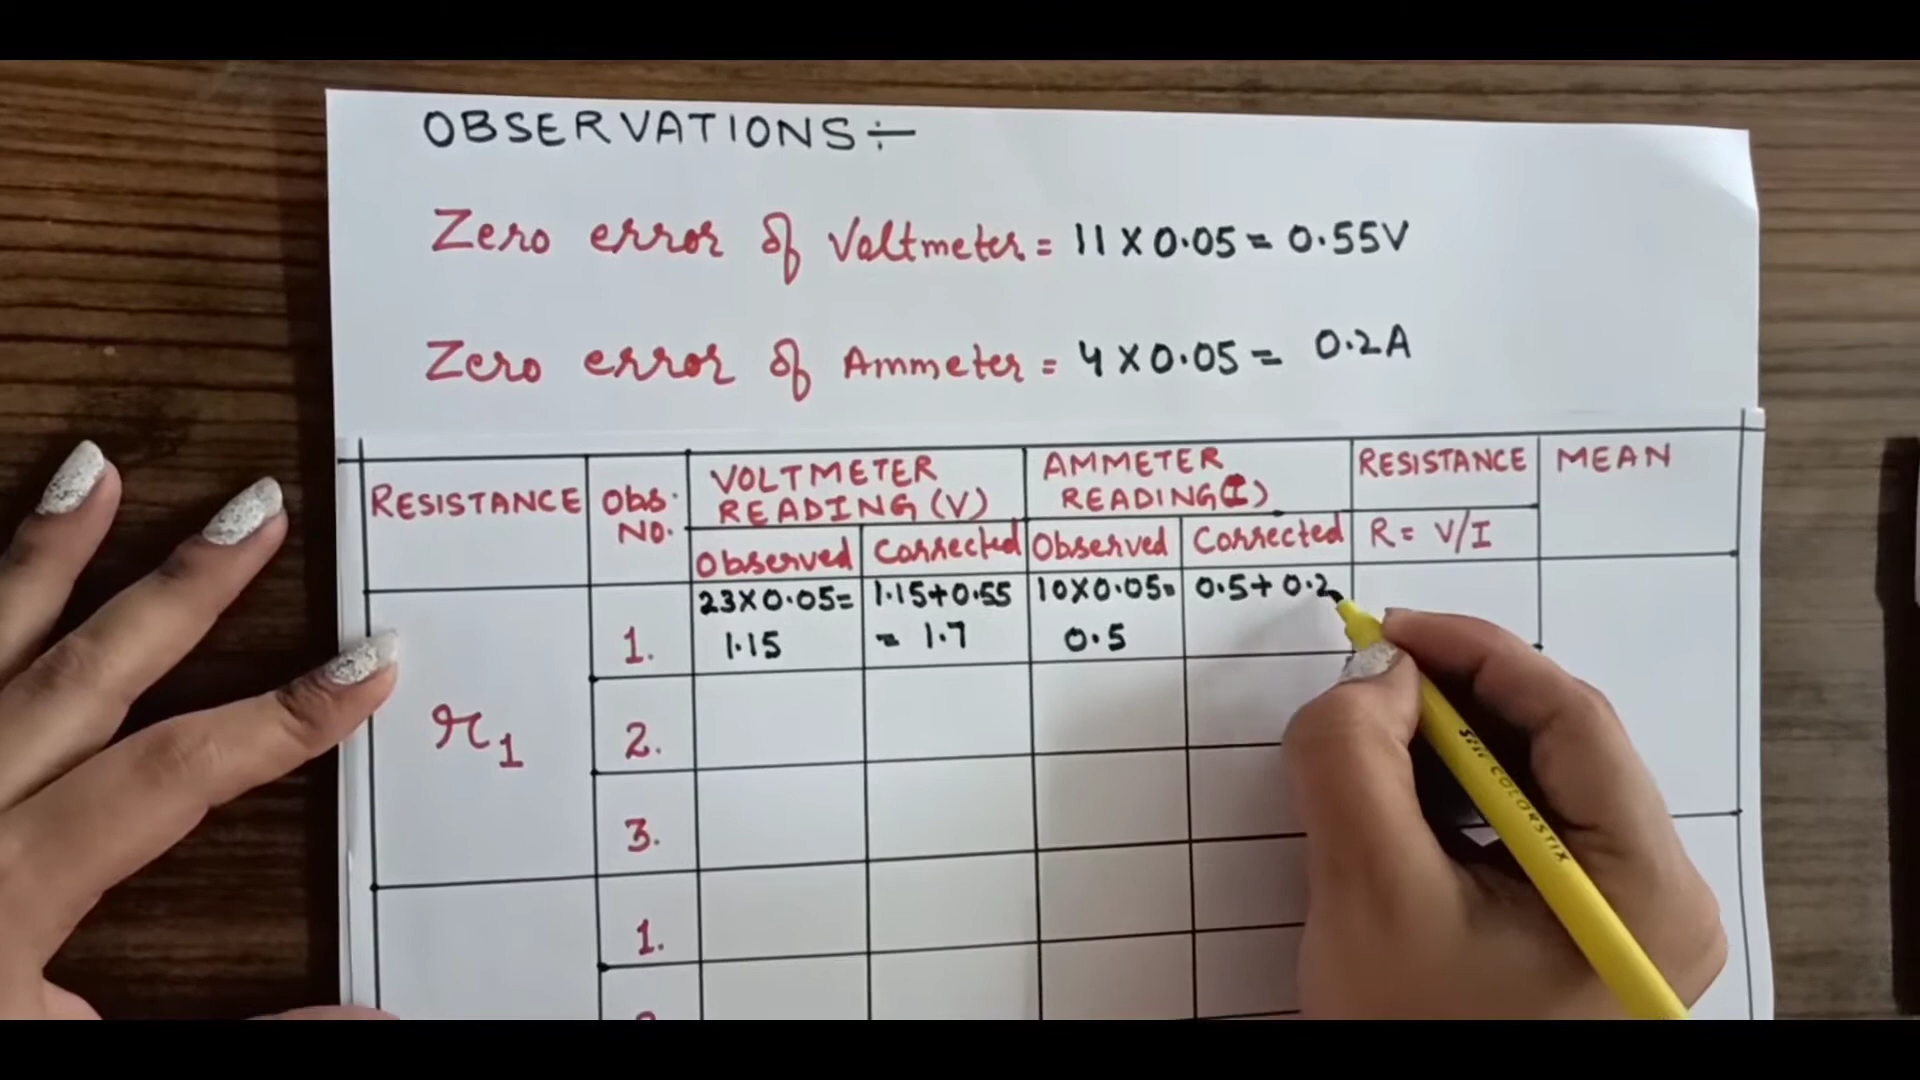 OBSERVATIONS ÷
Zero error of Voltmeter = 11 X 0.05 = 0.55V
Zero error of Ammeter = 4 X 0.05 = 0.2A
RESISTANCE
Obs. NO.
VOLTMETER
READING (V)
AMMETER
READING (I)
RESISTANCE
MEAN
Observed Corrected Observed Corrected R = V/I
r1
1.
23X0.05= 1.15+0.55 10X0.05= 0.5+0.2
1.15 = 1.7 0.5
2.
3.
1.
COLORSTIX